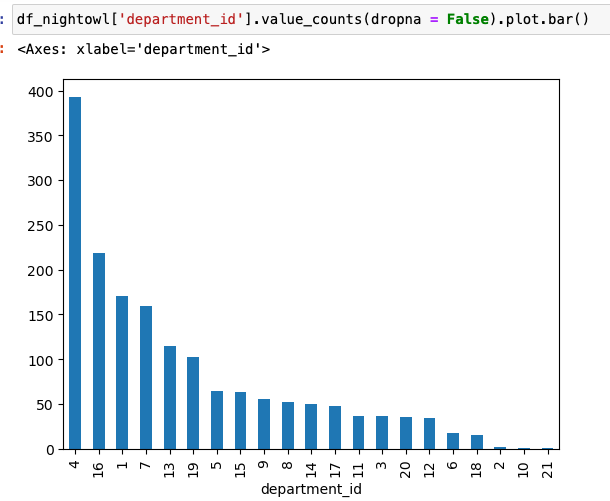 : df_nightowl['department_id'].value_counts(dropna = False).plot.bar()
: <Axes: xlabel='department_id'>
400
350
300
250
200
150
100
50
0
4 16 1 7 13 19 5 15 9 8 14 17 11 3 20 12 6 18 2 10 21
department_id